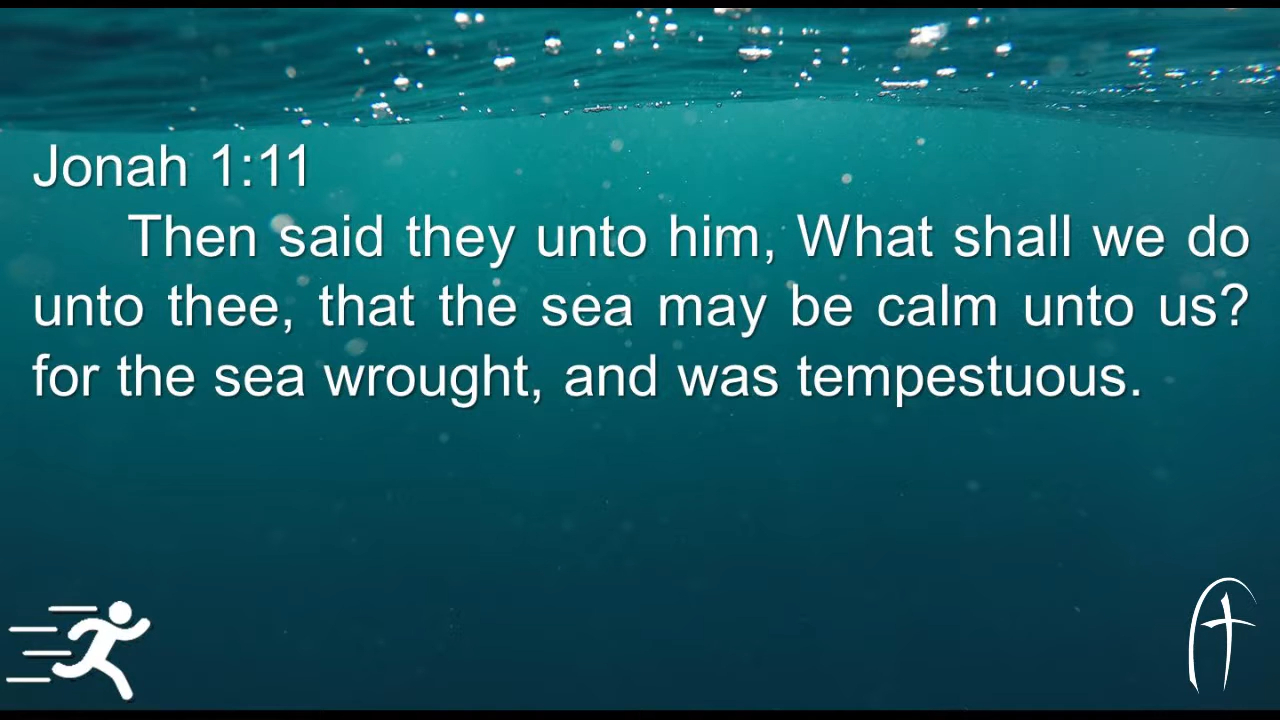 Jonah 1:11
Then said they unto him, What shall we do
unto thee, that the sea may be calm unto us?
for the sea wrought, and was tempestuous.